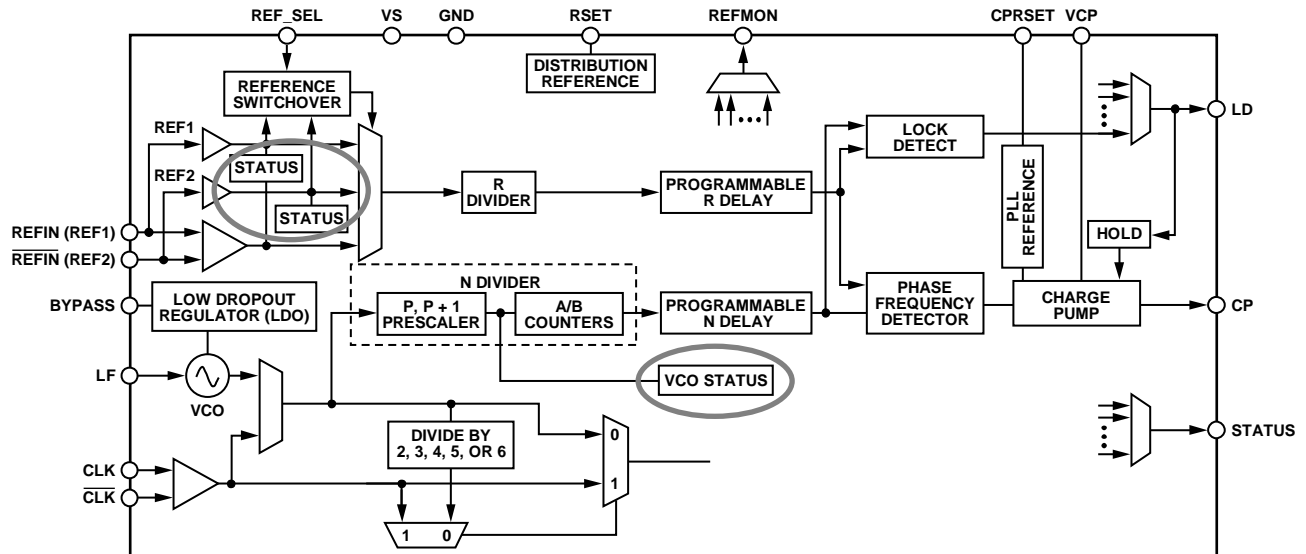 REF_SEL
VS
GND
RSET
REFMON
CPRSET
VCP
DISTRIBUTION
REFERENCE
REFERENCE
SWITCHOVER
REF1
STATUS
REF2
STATUS
R
DIVIDER
PROGRAMMABLE
R DELAY
LOCK
DETECT
LD
PLL
REFERENCE
HOLD
REFIN (REF1)
REFIN (REF2)
BYPASS
LOW DROPOUT
REGULATOR (LDO)
N DIVIDER
P, P + 1
PRESCALER
A/B
COUNTERS
PROGRAMMABLE
N DELAY
PHASE
FREQUENCY
DETECTOR
CHARGE
PUMP
CP
LF
VCO
VCO STATUS
DIVIDE BY
2, 3, 4, 5, OR 6
0
1
STATUS
CLK
CLK
1 0